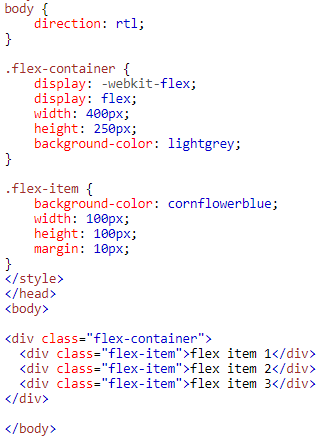 body {
    direction: rtl;
}

.flex-container {
    display: -webkit-flex;
    display: flex;
    width: 400px;
    height: 250px;
    background-color: lightgrey;
}

.flex-item {
    background-color: cornflowerblue;
    width: 100px;
    height: 100px;
    margin: 10px;
}
</style>
</head>
<body>

<div class="flex-container">
  <div class="flex-item">flex item 1</div>
  <div class="flex-item">flex item 2</div>
  <div class="flex-item">flex item 3</div>
</div>

</body>